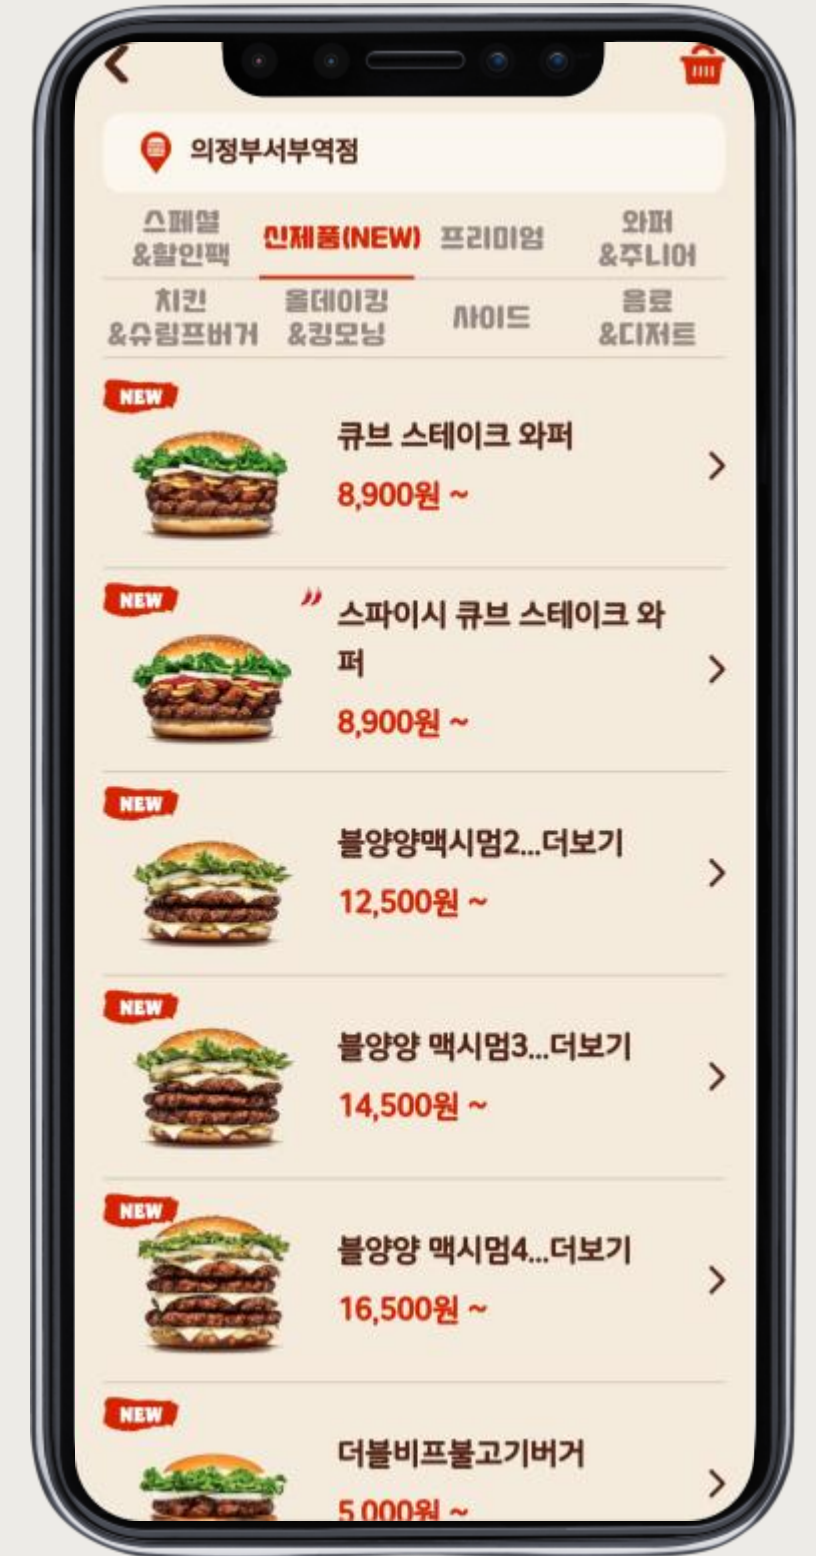 의정부서부역점
스페셜
&할인팩
신제품(NEW)
프리미엄
와퍼
&주니어
치킨
&슈림프버거
올데이킹
&킹모닝
사이드
음료
&디저트
NEW
큐브 스테이크 와퍼
8,900원 ~
NEW
스파이시 큐브 스테이크 와
퍼
8,900원 ~
NEW
불양양맥시멈2...더보기
12,500원 ~
NEW
불양양 맥시멈3...더보기
14,500원 ~
NEW
불양양 맥시멈4...더보기
16,500원 ~
NEW
더블비프불고기버거
5,000원 ~